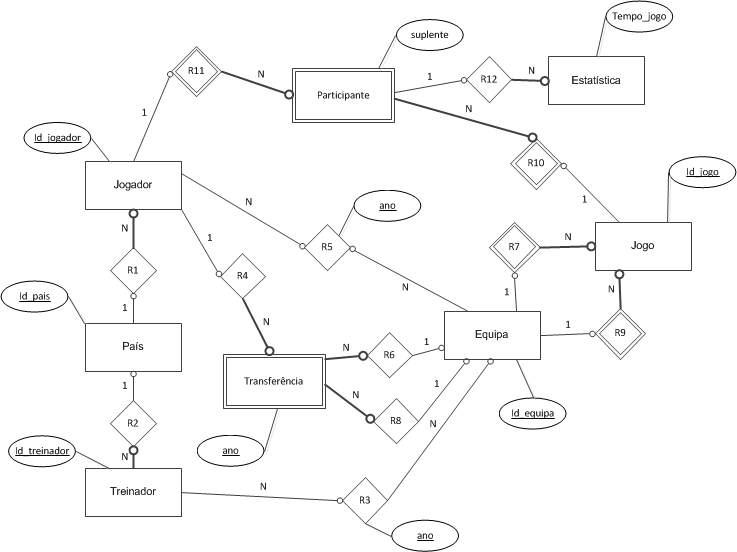 Tempo_jogo
suplente
R11
N
1
R12
N
Estatística
Participante
N
1
Id_jogador
R10
Id_jogo
Jogador
1
N
ano
N
1
R5
R7
N
Jogo
N
R1
R4
N
1
N
Id_pais
1
N
Equipa
1
R9
País
N
R6
1
1
Transferência
N
R8
1
N
R2
Id_equipa
Id_treinador
N
ano
Treinador
N
R3
ano